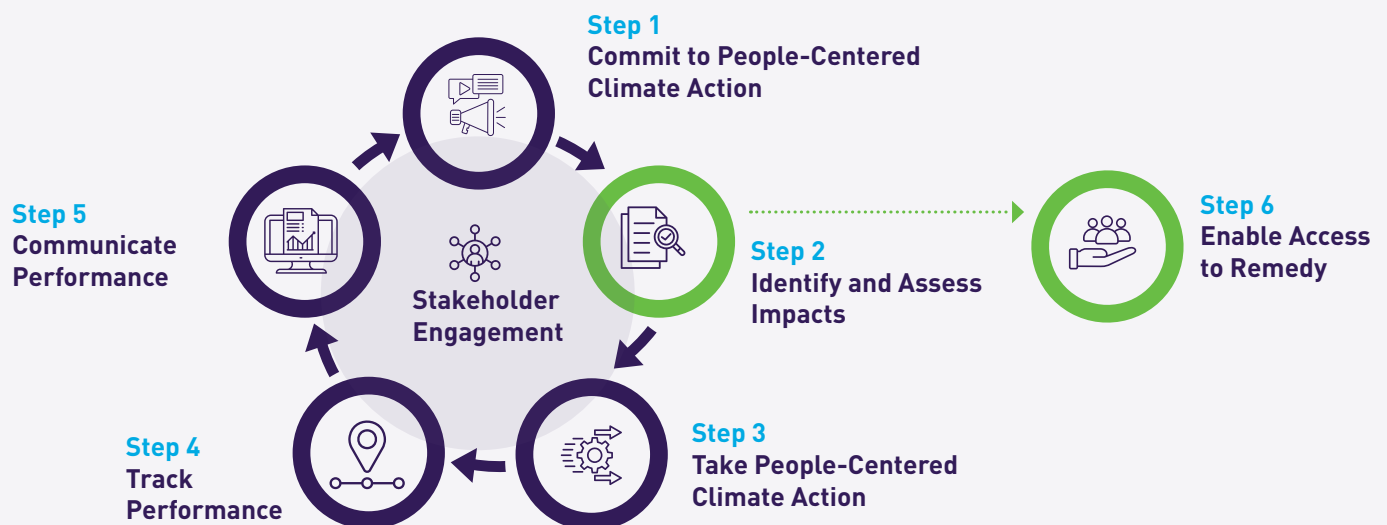 Step 1
Commit to People-Centered
Climate Action
Step 2
Identify and Assess
Impacts
Step 3
Take People-Centered
Climate Action
Step 4
Track
Performance
Step 5
Communicate
Performance
Step 6
Enable Access
to Remedy
Stakeholder
Engagement